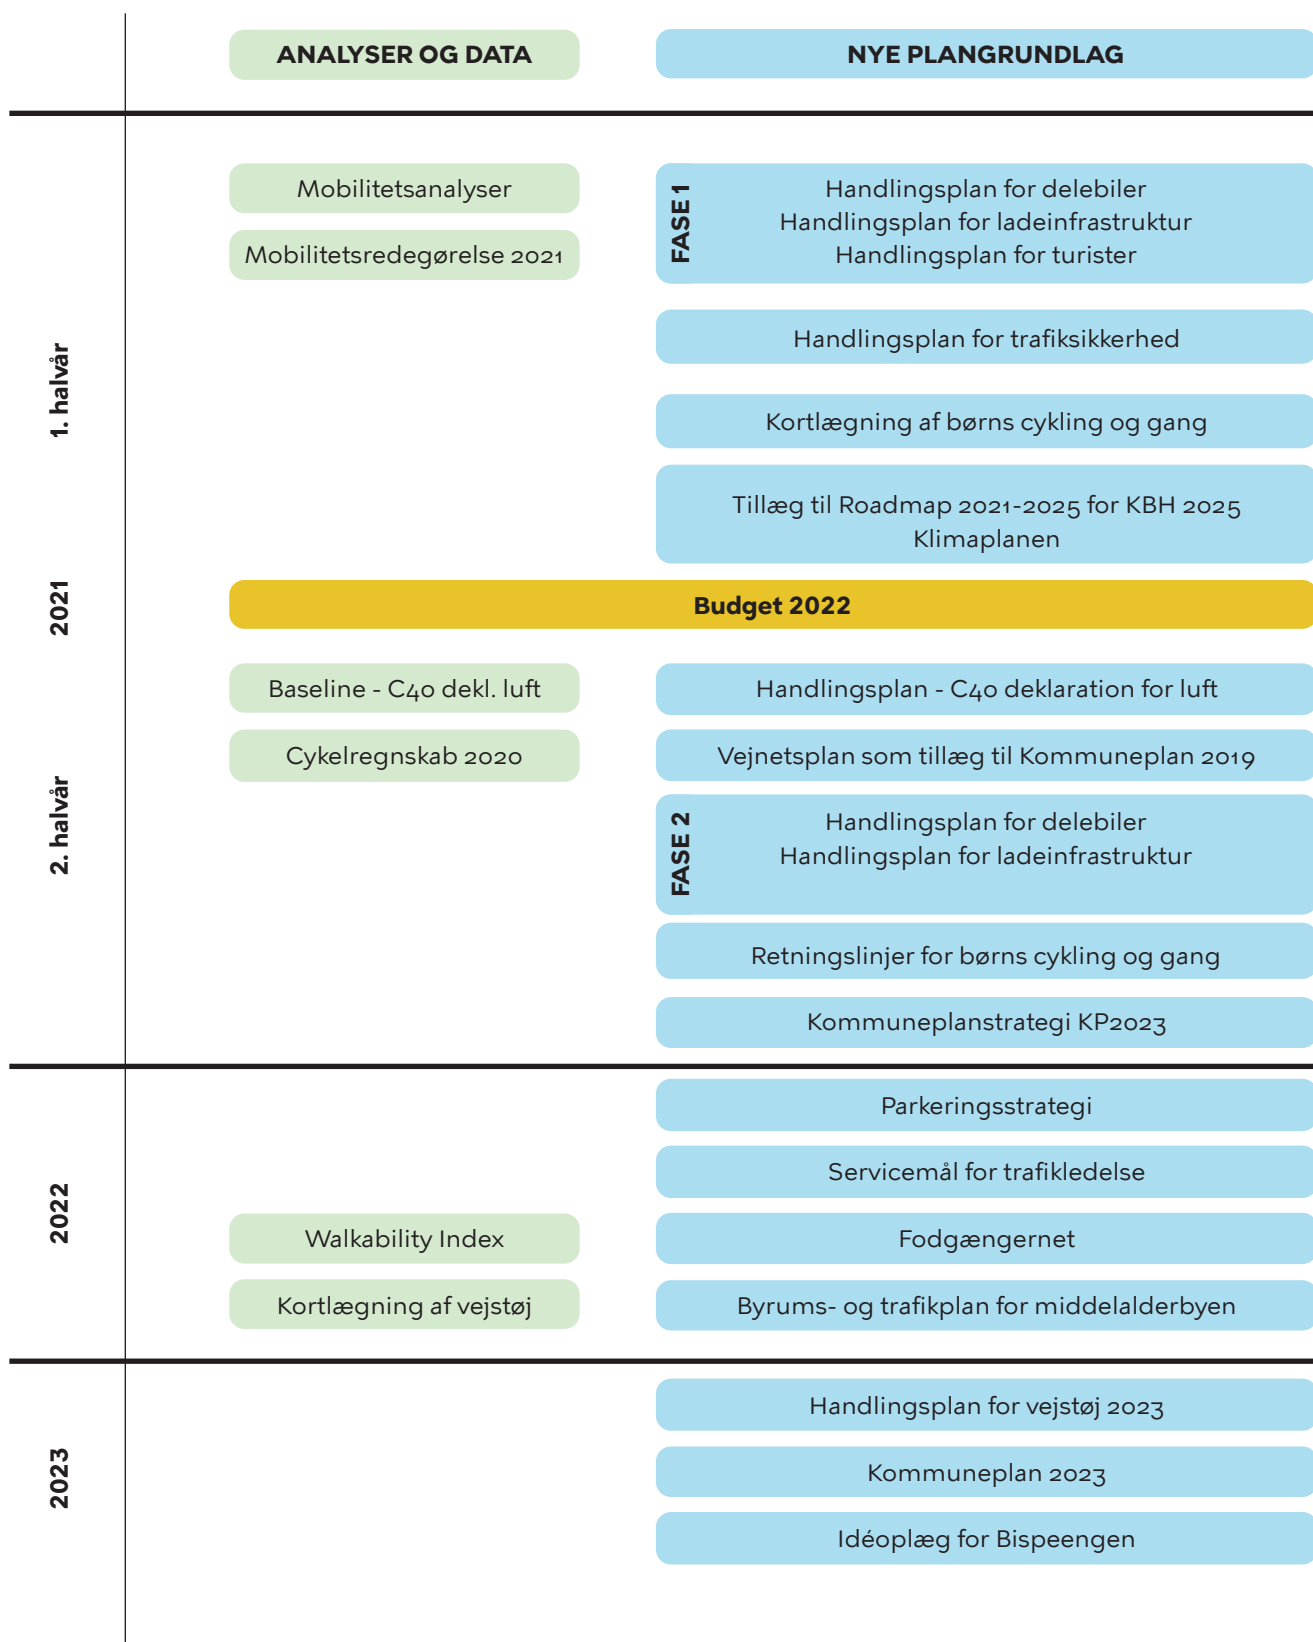 ANALYSER OG DATA
NYE PLANGRUNDLAG
1. halvår
Mobilitetsanalyser
Mobilitetsredegørelse 2021
FASE 1
Handlingsplan for delebiler
Handlingsplan for ladeinfrastruktur
Handlingsplan for turister
Handlingsplan for trafiksikkerhed
Kortlægning af børns cykling og gang
Tillæg til Roadmap 2021-2025 for KBH 2025
Klimaplanen
2021
Budget 2022
2. halvår
Baseline - C40 dekl. luft
Cykelregnskab 2020
Handlingsplan - C40 deklaration for luft
Vejnetsplan som tillæg til Kommuneplan 2019
FASE 2
Handlingsplan for delebiler
Handlingsplan for ladeinfrastruktur
Retningslinjer for børns cykling og gang
Kommuneplanstrategi KP2023
2022
Parkeringsstrategi
Servicemål for trafikledelse
Walkability Index
Fodgængernet
Kortlægning af vejstøj
Byrums- og trafikplan for middelalderbyen
2023
Handlingsplan for vejstøj 2023
Kommuneplan 2023
Idéoplæg for Bispeengen